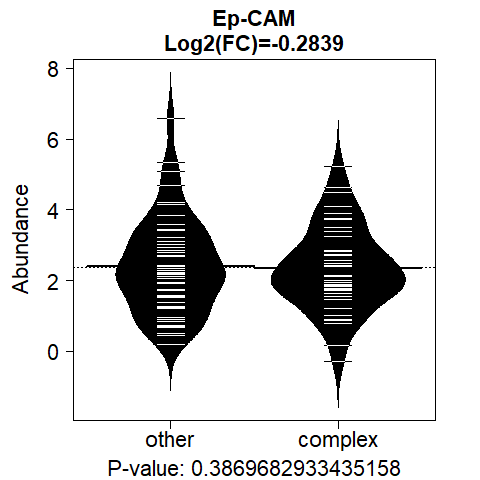 Ep-CAM
Log2(FC)=-0.2839
Abundance
8
6
4
2
0
other complex
P-value: 0.3869682933435158